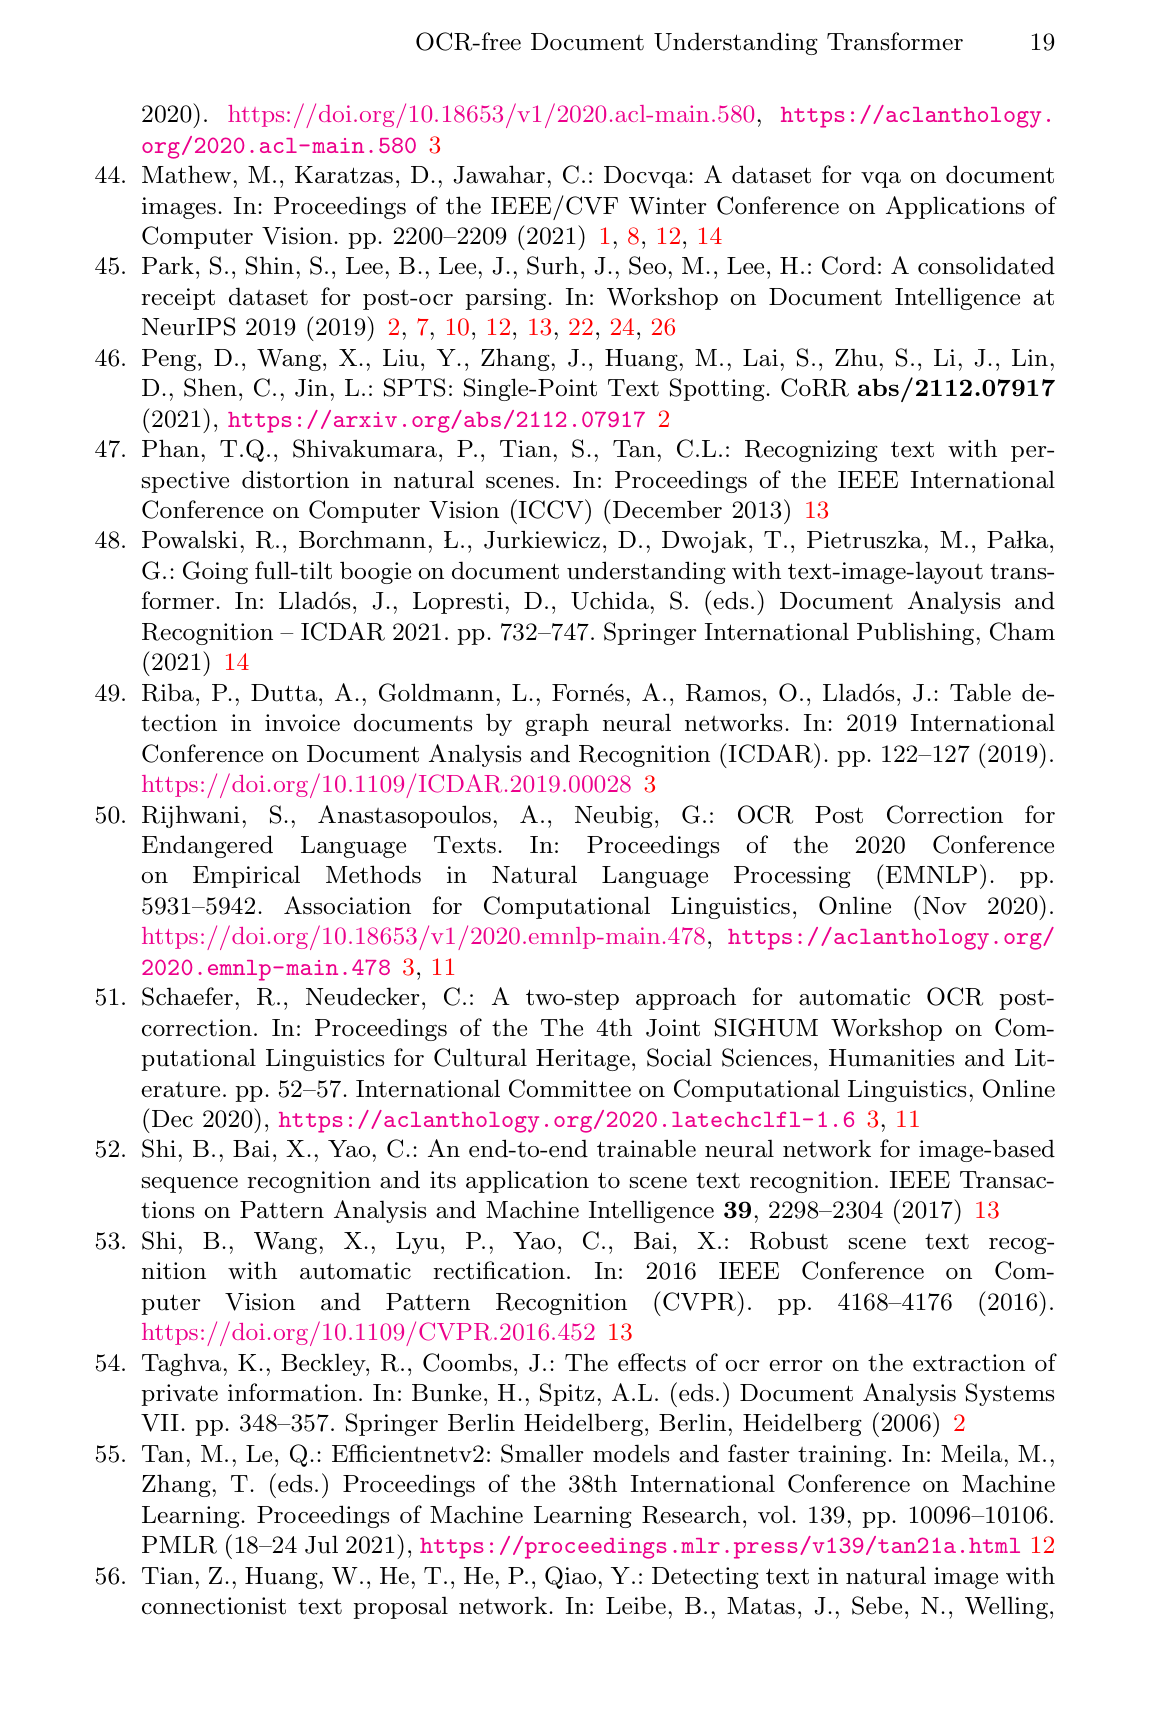 OCR-free Document Understanding Transformer 19
2020). https://doi.org/10.18653/v1/2020.acl-main.580, https://aclanthology.
org/2020.acl-main.580 3
44. Mathew, M., Karatzas, D., Jawahar, C.: Docvqa: A dataset for vqa on document
images. In: Proceedings of the IEEE/CVF Winter Conference on Applications of
Computer Vision. pp. 2200–2209 (2021) 1, 8, 12, 14
45. Park, S., Shin, S., Lee, B., Lee, J., Surh, J., Seo, M., Lee, H.: Cord: A consolidated
receipt dataset for post-ocr parsing. In: Workshop on Document Intelligence at
NeurIPS 2019 (2019) 2, 7, 10, 12, 13, 22, 24, 26
46. Peng, D., Wang, X., Liu, Y., Zhang, J., Huang, M., Lai, S., Zhu, S., Li, J., Lin,
D., Shen, C., Jin, L.: SPTS: Single-Point Text Spotting. CoRR abs/2112.07917
(2021), https://arxiv.org/abs/2112.07917 2
47. Phan, T.Q., Shivakumara, P., Tian, S., Tan, C.L.: Recognizing text with per-
spective distortion in natural scenes. In: Proceedings of the IEEE International
Conference on Computer Vision (ICCV) (December 2013) 13
48. Powalski, R., Borchmann, Ł., Jurkiewicz, D., Dwojak, T., Pietruszka, M., Pałka,
G.: Going full-tilt boogie on document understanding with text-image-layout trans-
former. In: Lladós, J., Lopresti, D., Uchida, S. (eds.) Document Analysis and
Recognition – ICDAR 2021. pp. 732–747. Springer International Publishing, Cham
(2021) 14
49. Riba, P., Dutta, A., Goldmann, L., Fornés, A., Ramos, O., Lladós, J.: Table de-
tection in invoice documents by graph neural networks. In: 2019 International
Conference on Document Analysis and Recognition (ICDAR). pp. 122–127 (2019).
https://doi.org/10.1109/ICDAR.2019.00028 3
50. Rijhwani, S., Anastasopoulos, A., Neubig, G.: OCR Post Correction for
Endangered Language Texts. In: Proceedings of the 2020 Conference
on Empirical Methods in Natural Language Processing (EMNLP). pp.
5931–5942. Association for Computational Linguistics, Online (Nov 2020).
https://doi.org/10.18653/v1/2020.emnlp-main.478, https://aclanthology.org/
2020.emnlp-main.478 3, 11
51. Schaefer, R., Neudecker, C.: A two-step approach for automatic OCR post-
correction. In: Proceedings of the The 4th Joint SIGHUM Workshop on Com-
putational Linguistics for Cultural Heritage, Social Sciences, Humanities and Lit-
erature. pp. 52–57. International Committee on Computational Linguistics, Online
(Dec 2020), https://aclanthology.org/2020.latechclfl-1.6 3, 11
52. Shi, B., Bai, X., Yao, C.: An end-to-end trainable neural network for image-based
sequence recognition and its application to scene text recognition. IEEE Transac-
tions on Pattern Analysis and Machine Intelligence 39, 2298–2304 (2017) 13
53. Shi, B., Wang, X., Lyu, P., Yao, C., Bai, X.: Robust scene text recog-
nition with automatic rectification. In: 2016 IEEE Conference on Com-
puter Vision and Pattern Recognition (CVPR). pp. 4168–4176 (2016).
https://doi.org/10.1109/CVPR.2016.452 13
54. Taghva, K., Beckley, R., Coombs, J.: The effects of ocr error on the extraction of
private information. In: Bunke, H., Spitz, A.L. (eds.) Document Analysis Systems
VII. pp. 348–357. Springer Berlin Heidelberg, Berlin, Heidelberg (2006) 2
55. Tan, M., Le, Q.: Efficientnetv2: Smaller models and faster training. In: Meila, M.,
Zhang, T. (eds.) Proceedings of the 38th International Conference on Machine
Learning. Proceedings of Machine Learning Research, vol. 139, pp. 10096–10106.
PMLR (18–24 Jul 2021), https://proceedings.mlr.press/v139/tan21a.html 12
56. Tian, Z., Huang, W., He, T., He, P., Qiao, Y.: Detecting text in natural image with
connectionist text proposal network. In: Leibe, B., Matas, J., Sebe, N., Welling,